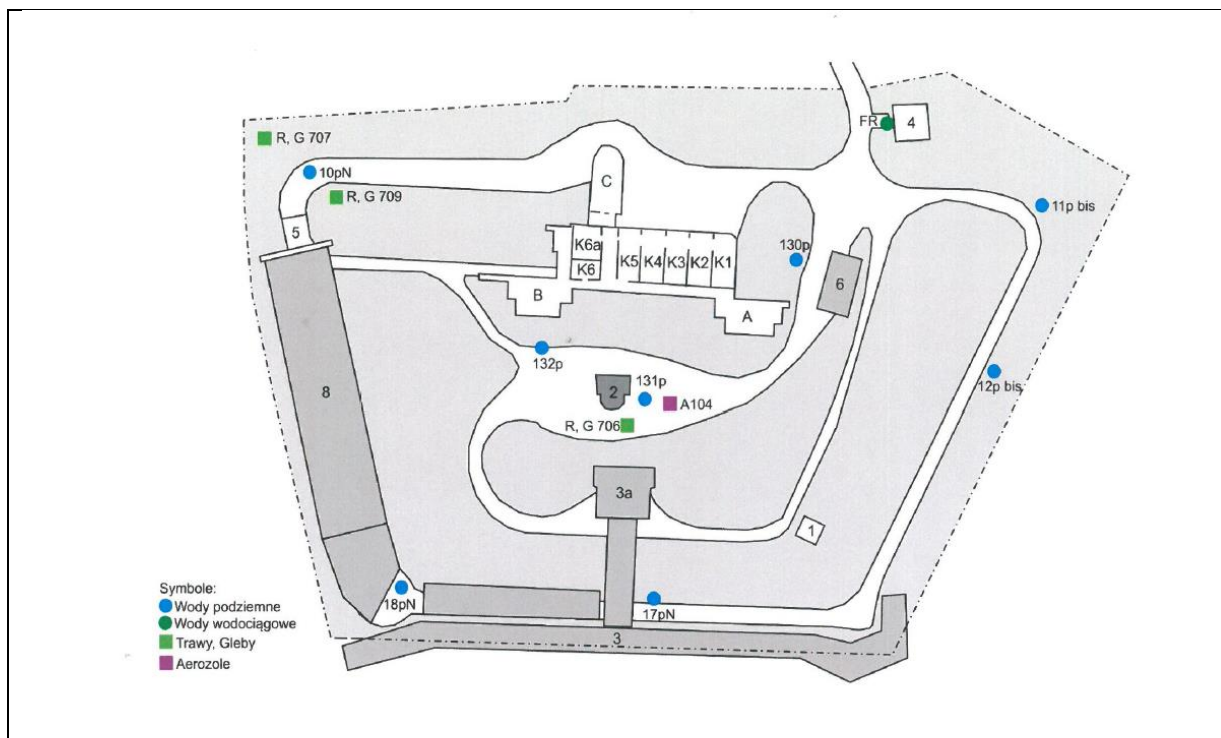 FR
4
R, G 707
10pN
C
R, G 709
11p bis
5
K6a
130p
K5
K4
K3
K2
K1
K6
6
B
A
132p
131p
12p bis
8
2
A104
R, G 706
3a
1
Symbole:
Wody podziemne
18pN
17pN
Wody wodociągowe
Trawy, Gleby
3
Aerozole